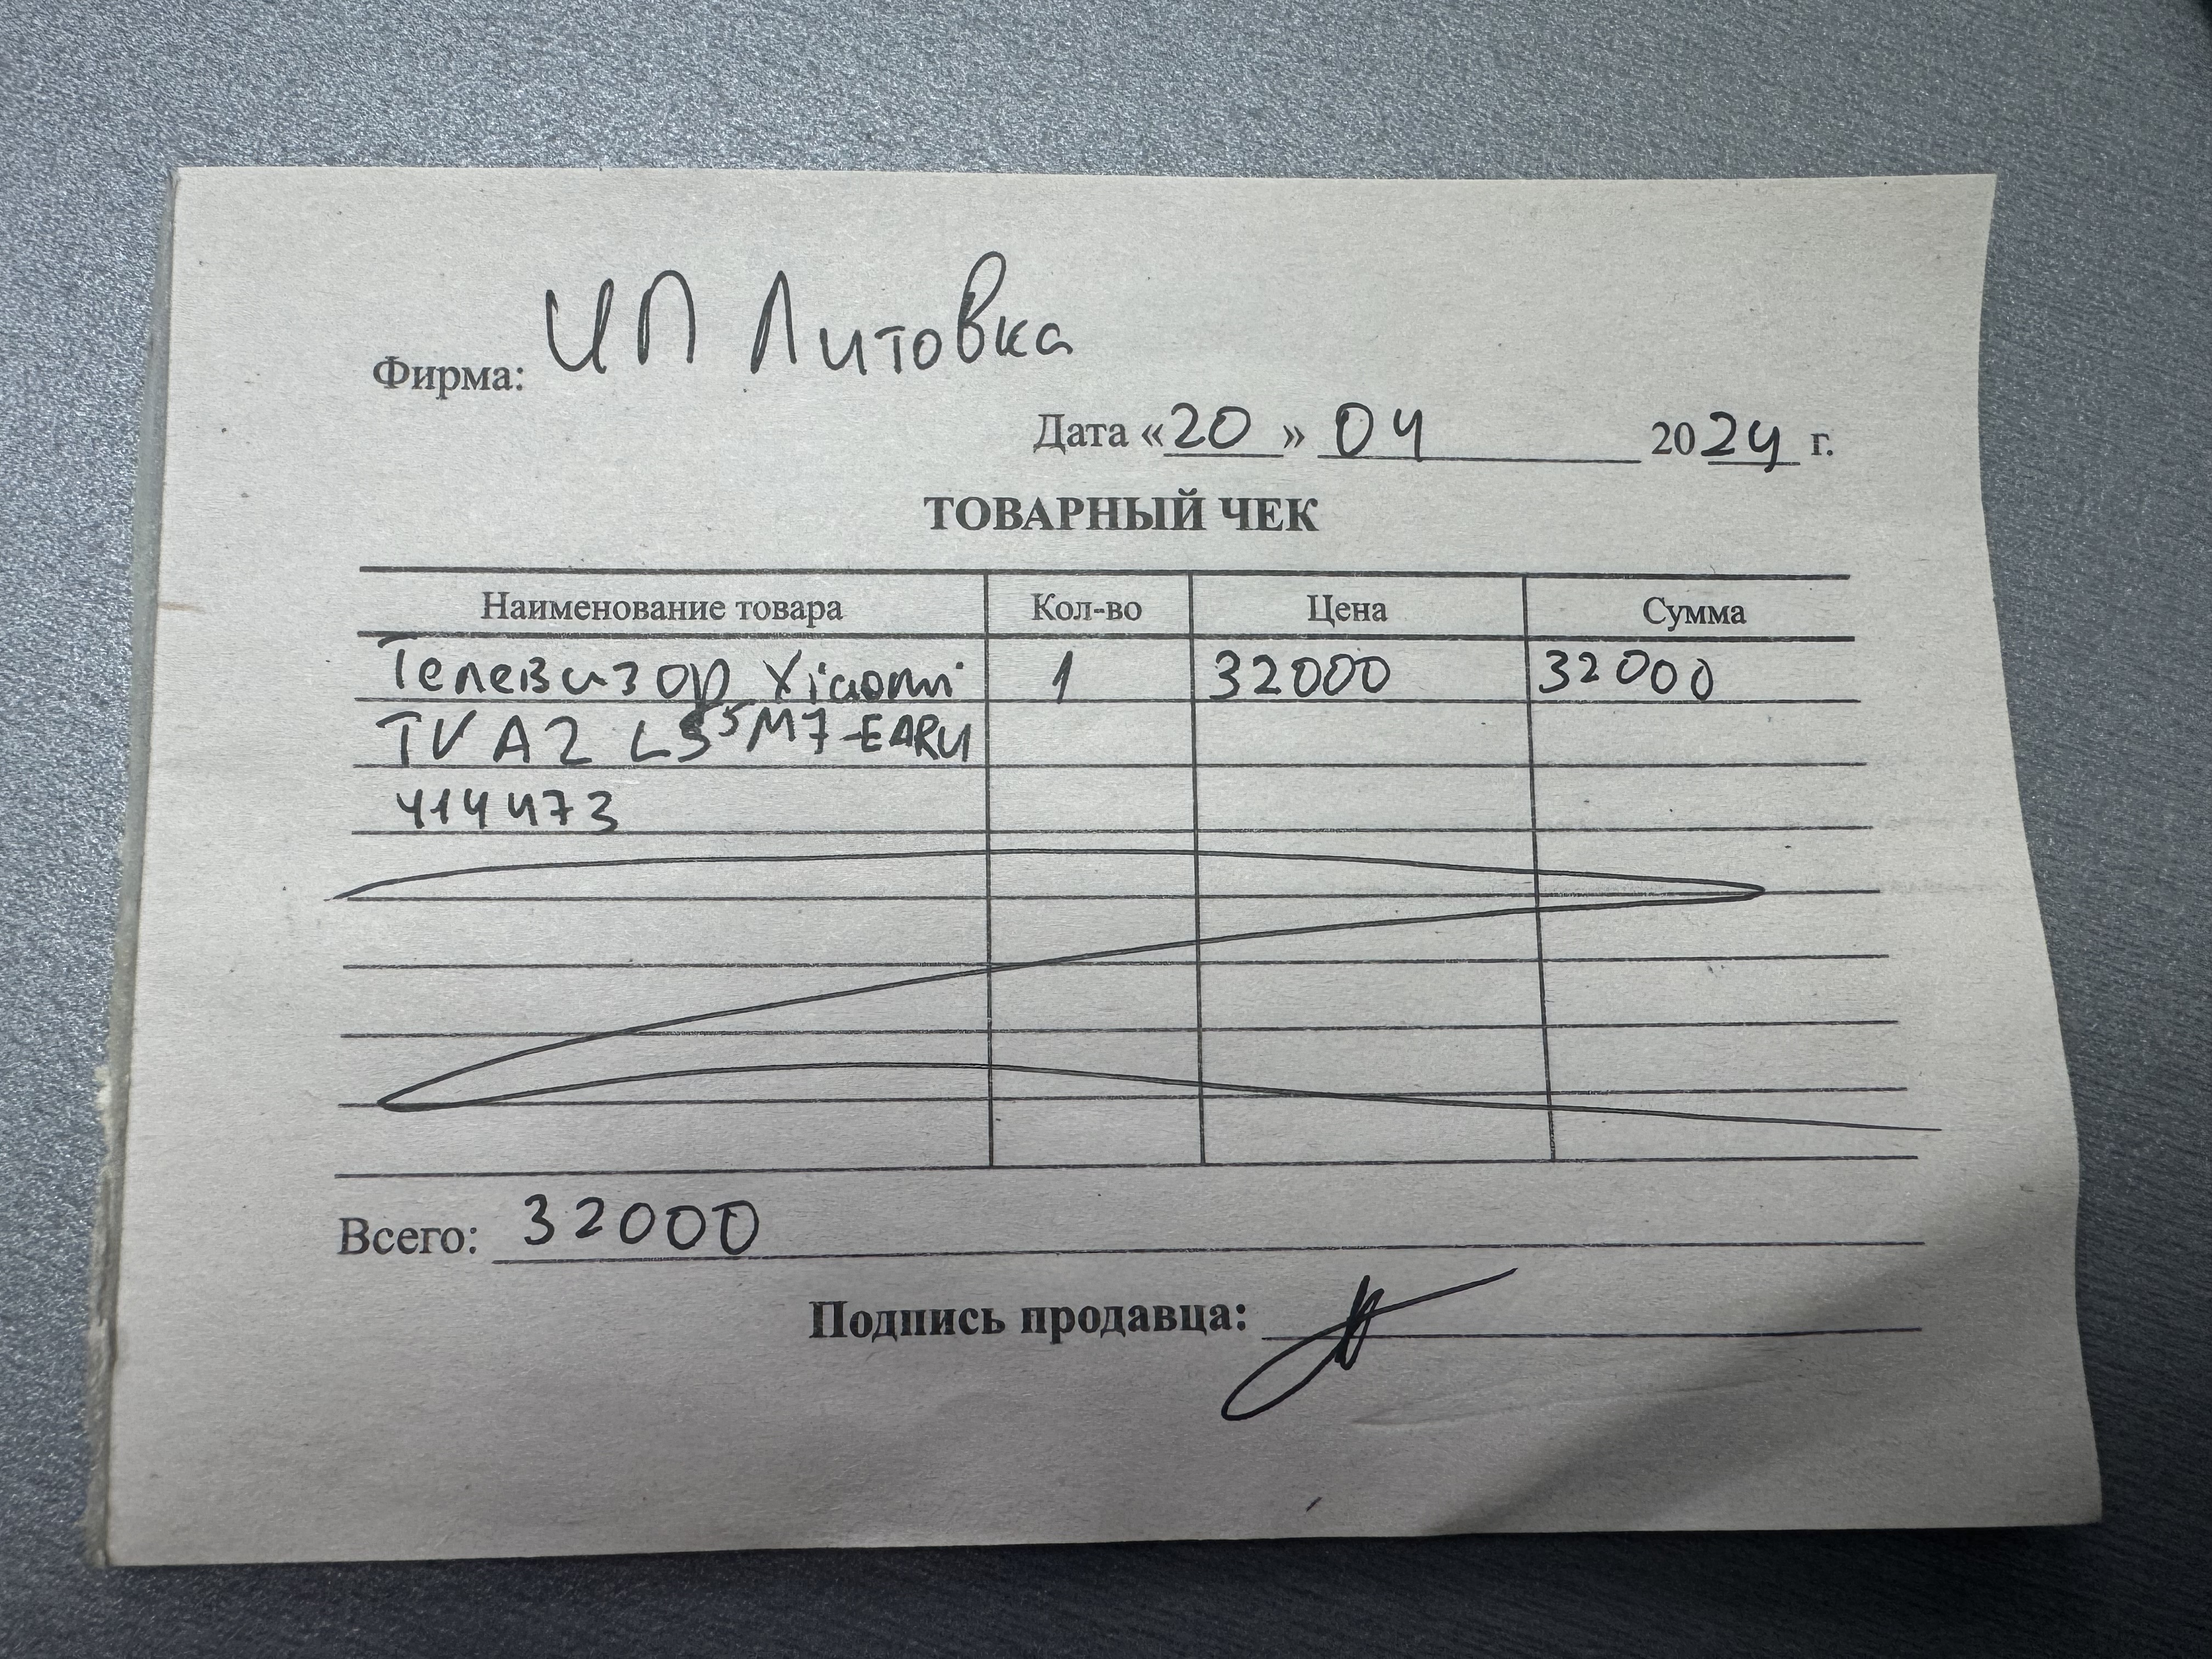 Фирма: ИП Литовка
Дата «20» 04 2024 г.
ТОВАРНЫЙ ЧЕК
Наименование товара Кол-во Цена Сумма
Телевизор Xiaomi 1 32000 32000
TV A2 L55M7-EARU
414473
Всего: 32000
Подпись продавца: